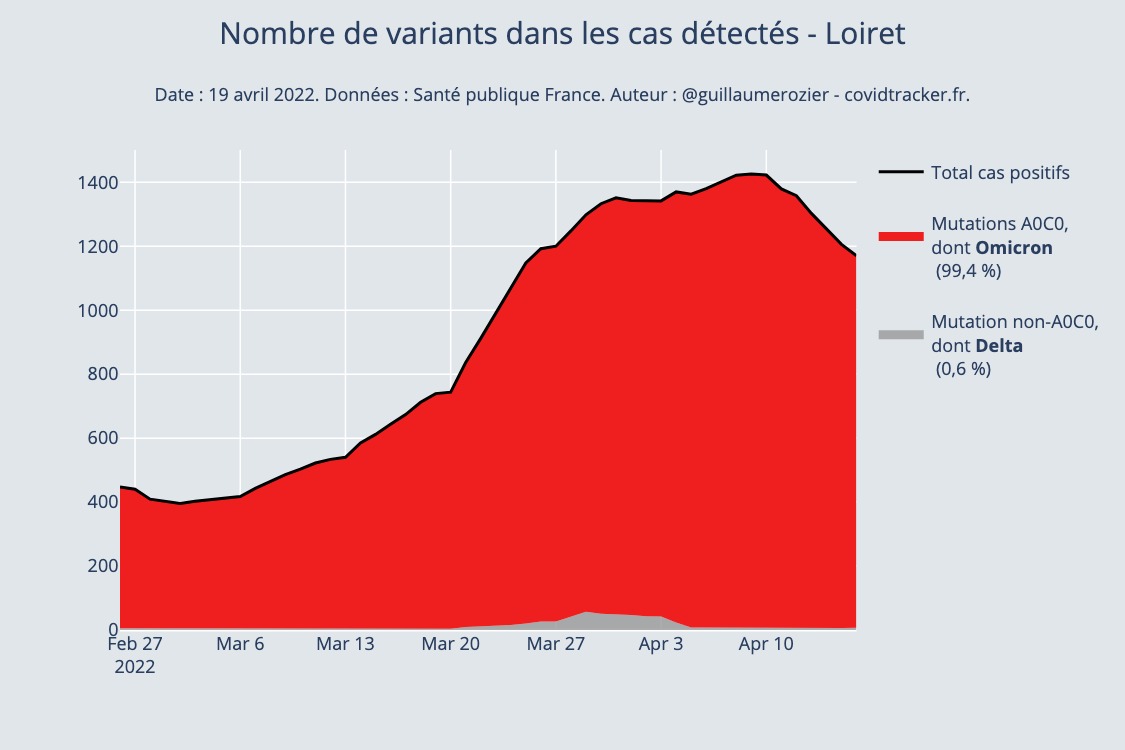 Nombre de variants dans les cas détectés - Loiret
Date : 19 avril 2022. Données : Santé publique France. Auteur : @guillaumerozier - covidtracker.fr.
1400
1200
1000
800
600
400
200
0
Feb 27 Mar 6 Mar 13 Mar 20 Mar 27 Apr 3 Apr 10
2022
Total cas positifs
Mutations A0C0,
dont Omicron
(99,4 %)
Mutation non-A0C0,
dont Delta
(0,6 %)